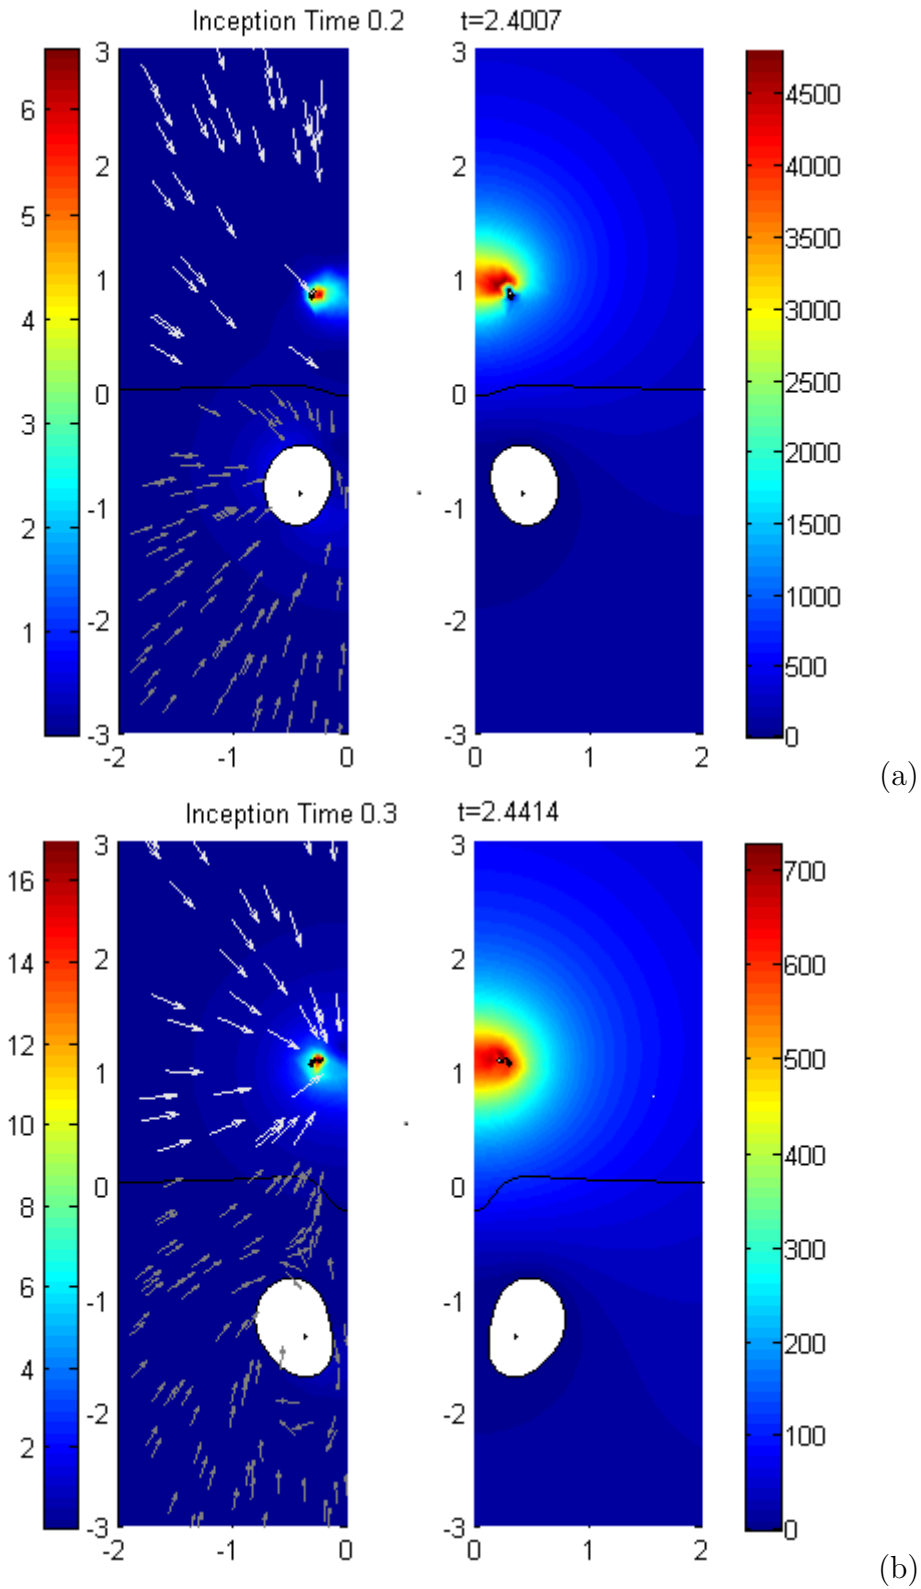 Inception Time 0.2 t=2.4007
3 3
6 4500
2 2 4000
5 3500
1 1 3000
4 2500
0 0
3 2000
-1 -1 1500
2 1000
-2 -2
1 500
-3 -3 0
-2 -1 0 0 1 2
(a)
Inception Time 0.3 t=2.4414
3 3
16 700
14 2 2 600
12 500
1 1
10 400
8 0 0 300
6 -1 -1 200
4
-2 -2 100
2
-3 -3 0
-2 -1 0 0 1 2
(b)